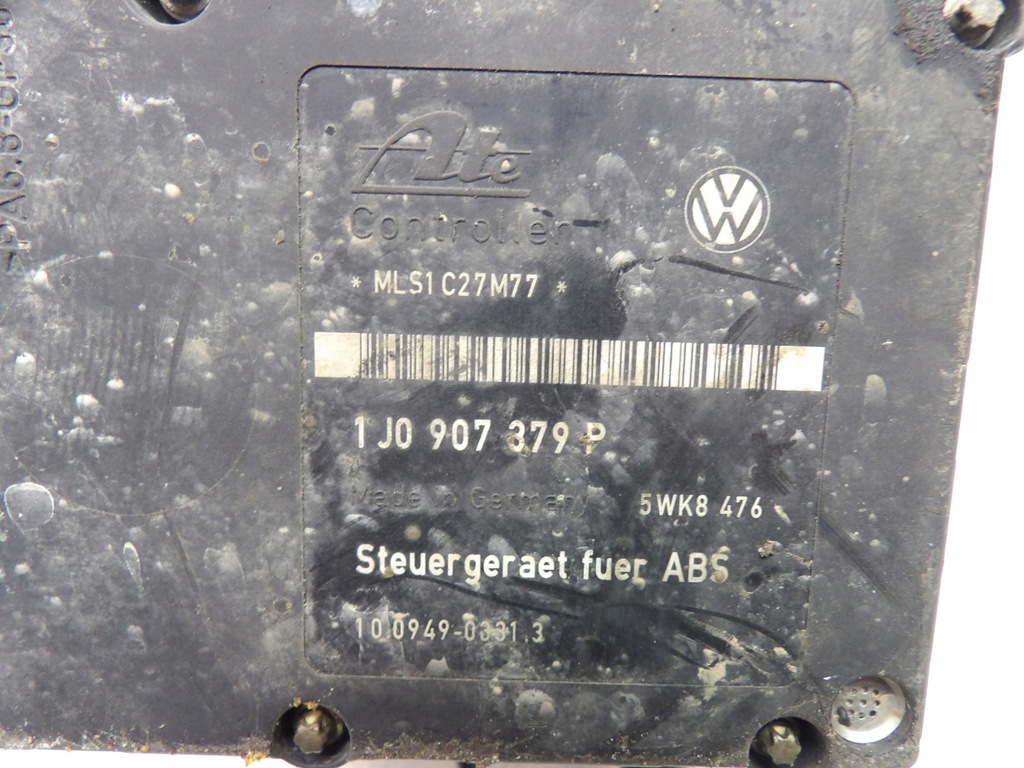 Ate
Controller
* MLS1 C27M77 *
1J0 907 379 P
Made in Germany
5WK8 476
Steuergeraet fuer ABS
10.0949-0331.3